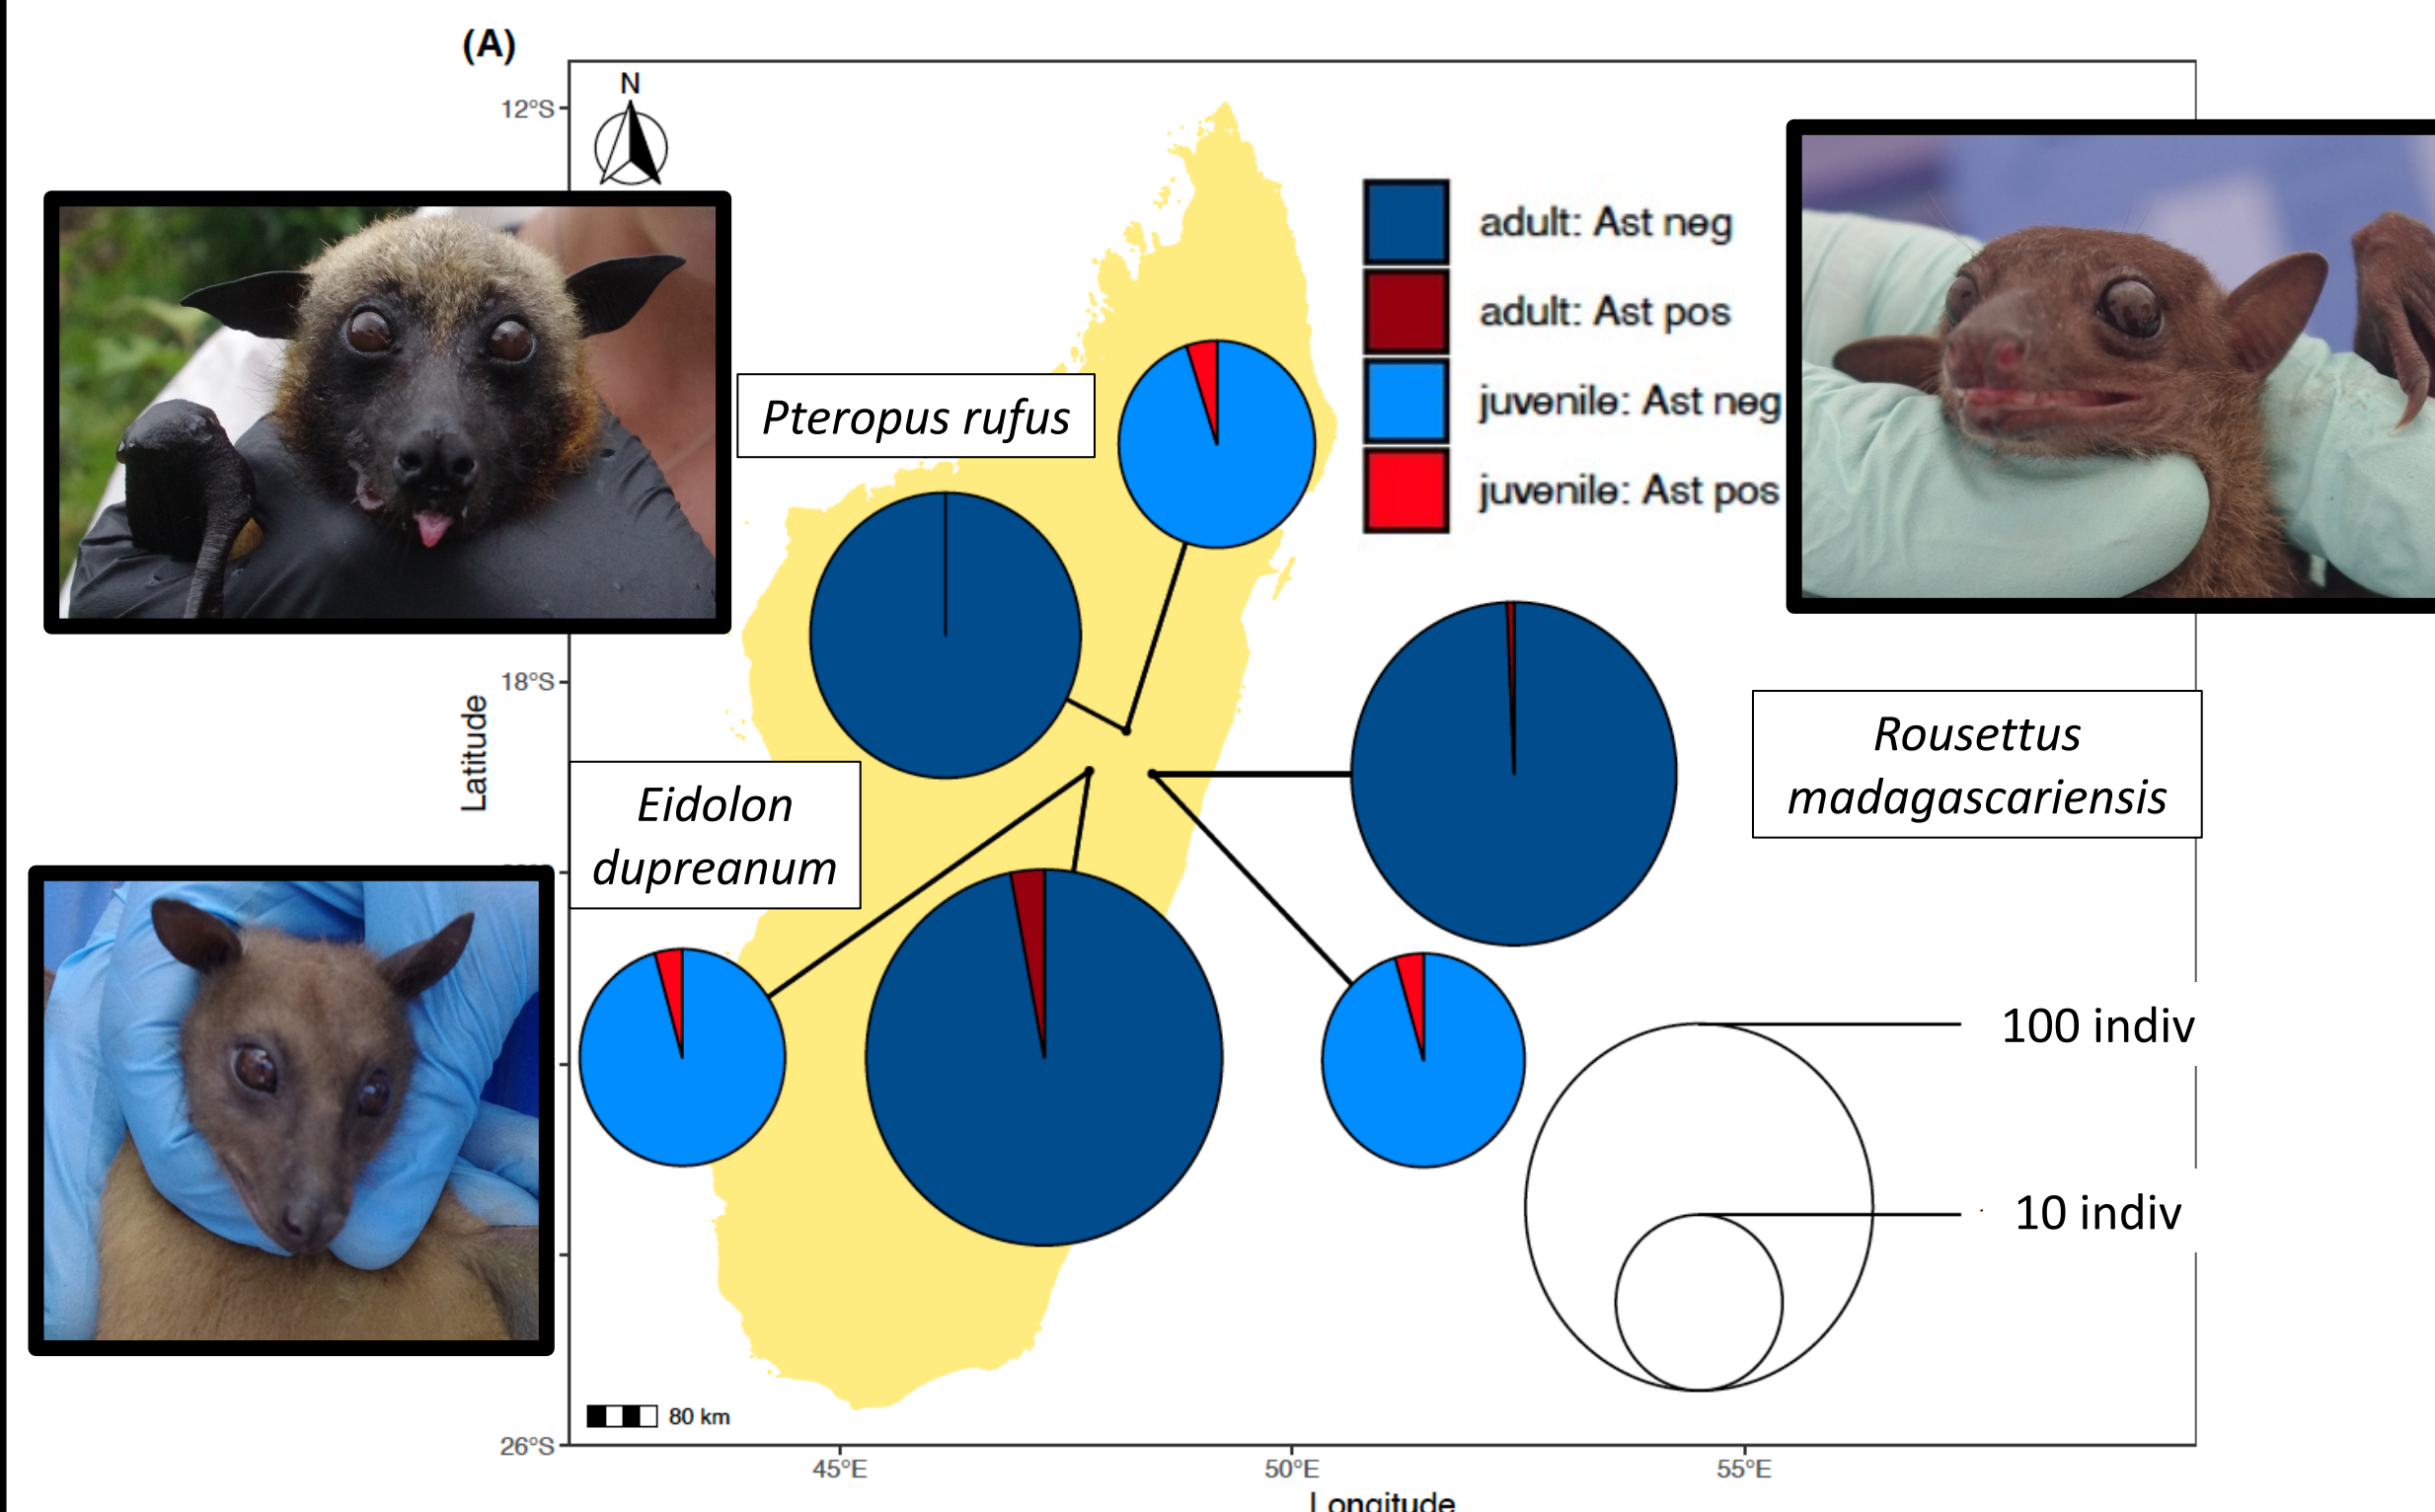 (A)
N
12°S
adult: Ast neg
adult: Ast pos
juvenile: Ast neg
juvenile: Ast pos
Pteropus rufus
18°S
Latitude
Rousettus
madagascariensis
Eidolon
dupreanum
100 indiv
10 indiv
80 km
26°S
45°E
50°E
55°E
Longitude